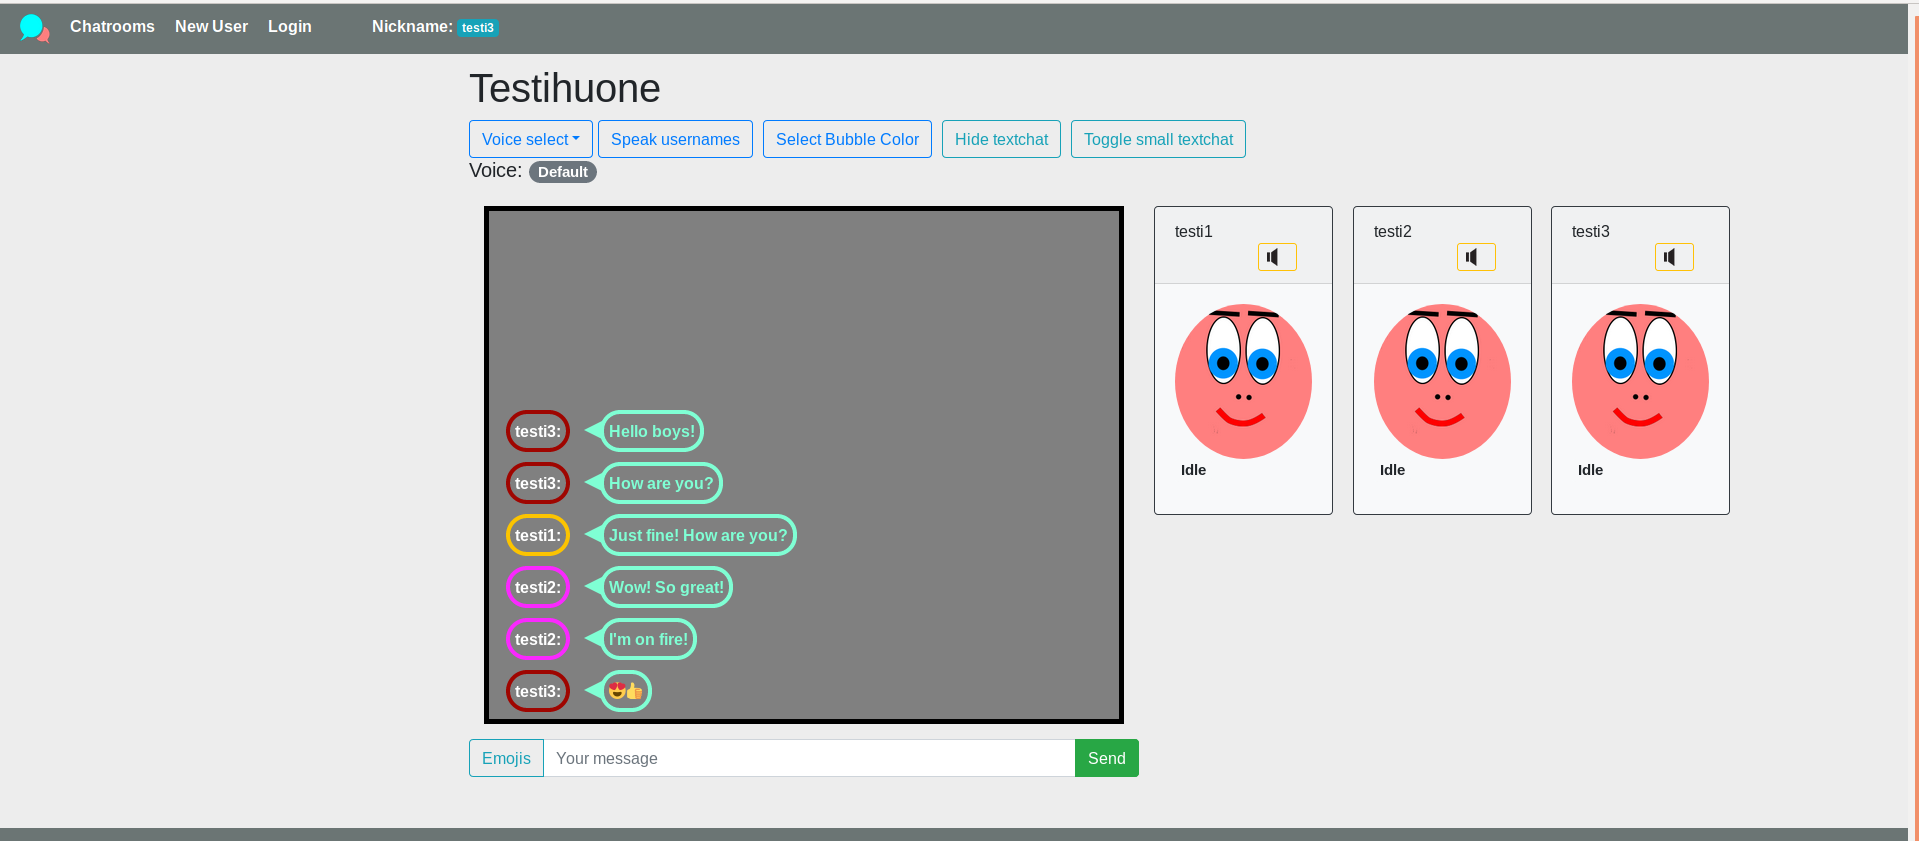 Chatrooms New User Login Nickname: testi3
Testihuone
Voice select Speak usernames Select Bubble Color Hide textchat Toggle small textchat
Voice: Default
testi1 testi2 testi3
testi3: Hello boys!
testi3: How are you?
testi1: Just fine! How are you?
testi2: Wow! So great!
testi2: I'm on fire!
testi3: 😍👍
Idle Idle Idle
Emojis Your message Send